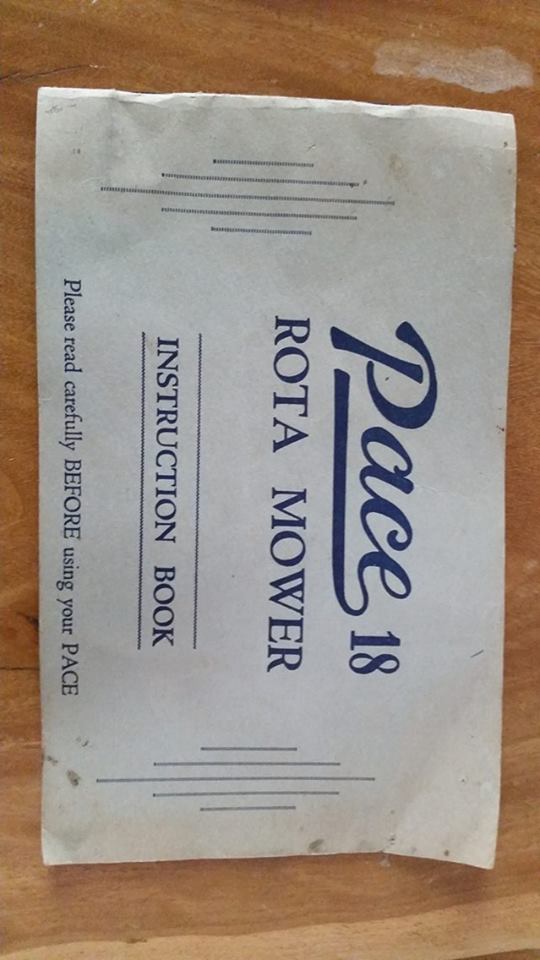 Pace 18
ROTA MOWER
INSTRUCTION BOOK
Please read carefully BEFORE using your PACE